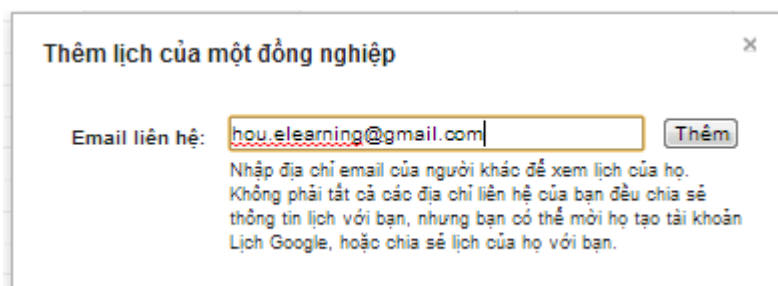 Thêm lịch của một đồng nghiệp
×
Email liên hệ: hou.elearning@gmail.com Thêm
Nhập địa chỉ email của người khác để xem lịch của họ.
Không phải tất cả các địa chỉ liên hệ của bạn đều chia sẻ
thông tin lịch với bạn, nhưng bạn có thể mời họ tạo tài khoản
Lịch Google, hoặc chia sẻ lịch của họ với bạn.